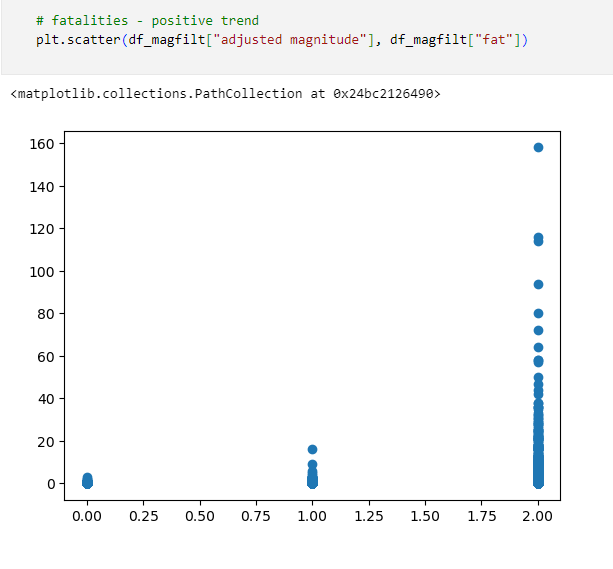 # fatalities - positive trend
plt.scatter(df_magfilt["adjusted magnitude"], df_magfilt["fat"])
<matplotlib.collections.PathCollection at 0x24bc2126490>
160
140
120
100
80
60
40
20
0
0.00 0.25 0.50 0.75 1.00 1.25 1.50 1.75 2.00